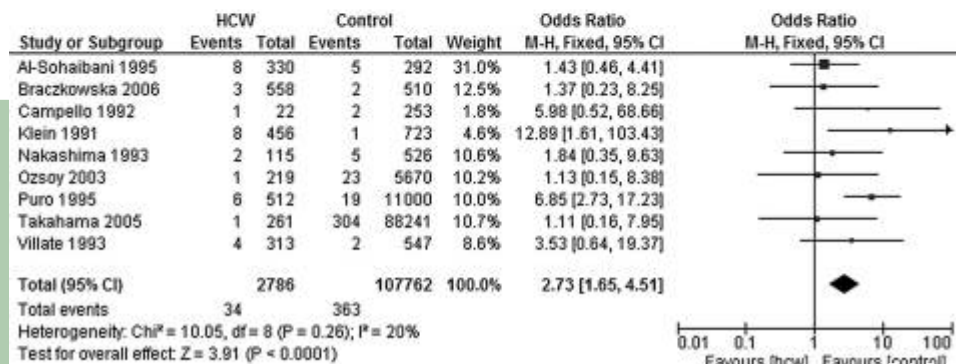 HCW Control Odds Ratio Odds Ratio
Study or Subgroup Events Total Events Total Weight M-H, Fixed, 95% CI M-H, Fixed, 95% CI
Al-Sohaibani 1995 8 330 5 292 31.0% 1.43 [0.46, 4.41]
Braczkowska 2006 3 558 2 510 12.5% 1.37 [0.23, 8.25]
Campello 1992 1 22 2 253 1.8% 5.98 [0.52, 68.66]
Klein 1991 8 456 1 723 4.6% 12.89 [1.61, 103.43]
Nakashima 1993 2 115 5 526 10.6% 1.84 [0.35, 9.63]
Ozsoy 2003 1 219 23 5670 10.2% 1.13 [0.15, 8.38]
Puro 1995 6 512 19 11000 10.0% 6.85 [2.73, 17.23]
Takahama 2005 1 261 304 88241 10.7% 1.11 [0.16, 7.95]
Villate 1993 4 313 2 547 8.6% 3.53 [0.64, 19.37]
Total (95% CI) 2786 107762 100.0% 2.73 [1.65, 4.51]
Total events 34 363
Heterogeneity: Chi² = 10.05, df = 8 (P = 0.26); I² = 20%
Test for overall effect: Z = 3.91 (P < 0.0001)
0.01 0.1 1 10 100
Favours [hcw] Favours [control]